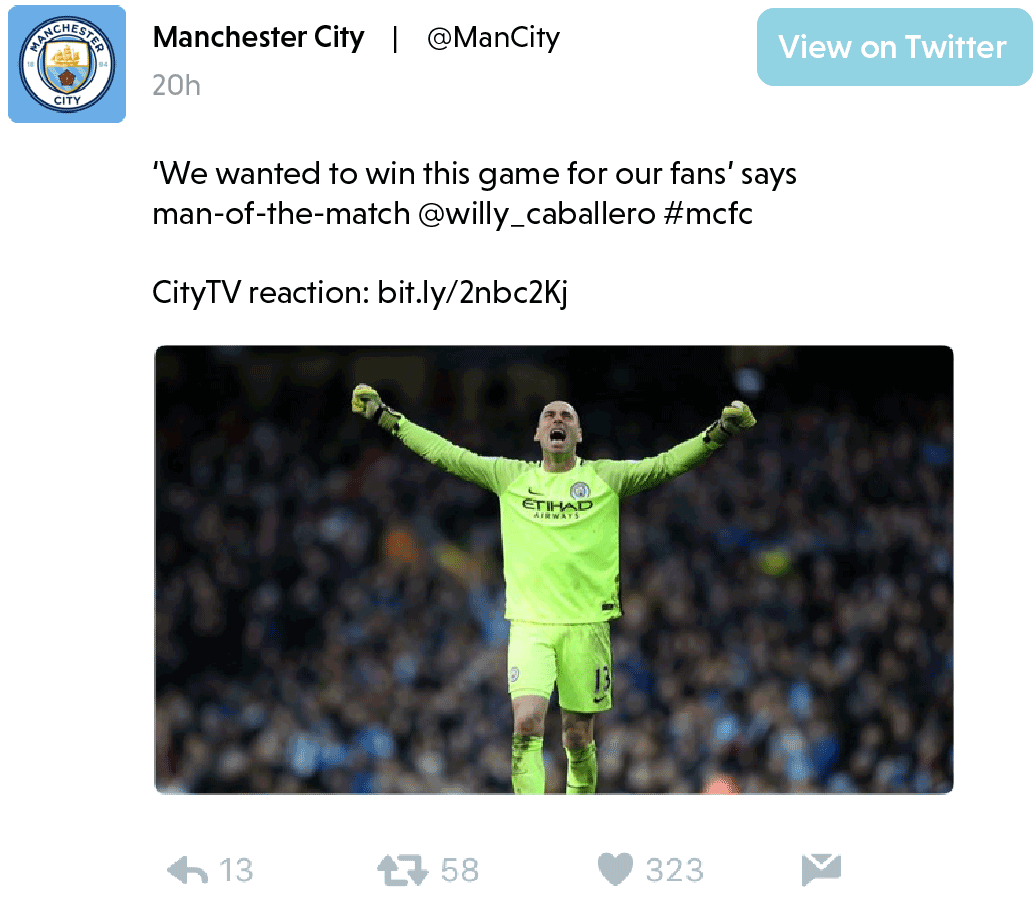 MANCHESTER
18 94
CITY
Manchester City | @ManCity
View on Twitter
20h
‘We wanted to win this game for our fans’ says
man-of-the-match @willy_caballero #mcfc
CityTV reaction: bit.ly/2nbc2Kj
ETIHAD
AIRWAYS
13
13
58
323